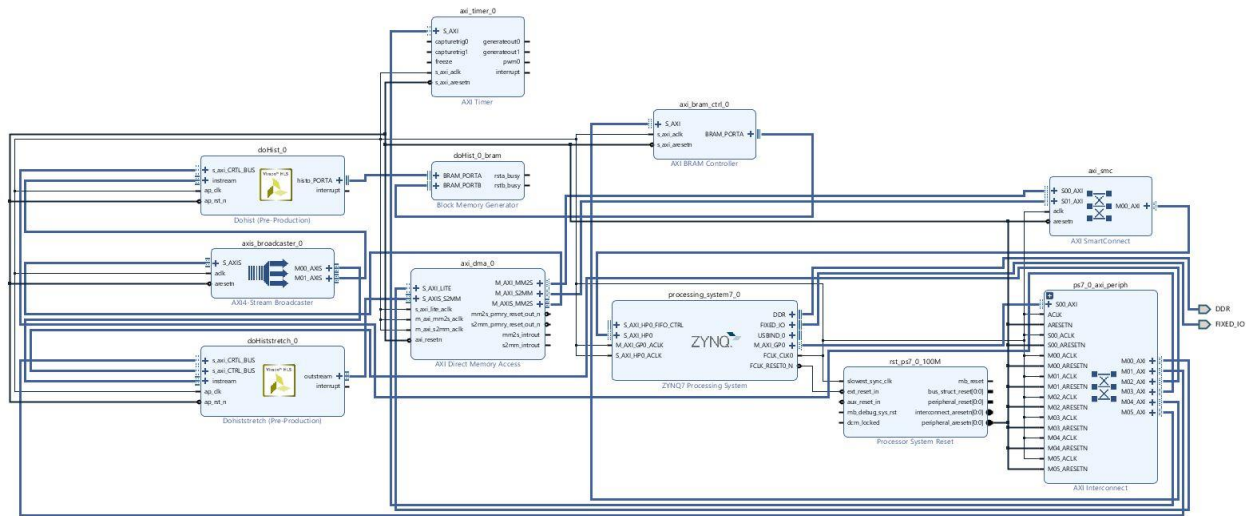 axi_timer_0
S_AXI
capturetrig0
capturetrig1
freeze
s_axi_aclk
s_axi_aresetn
generateout0
generateout1
pwm0
interrupt
AXI Timer
axi_bram_ctrl_0
S_AXI
s_axi_aclk
s_axi_aresetn
BRAM_PORTA
AXI BRAM Controller
doHist_0
s_axi_CRTL_BUS
instream
ap_clk
ap_rst_n
histo_PORTA
interrupt
Vivado™ HLS
Dohist (Pre-Production)
doHist_0_bram
BRAM_PORTA
BRAM_PORTB
rsta_busy
rstb_busy
Block Memory Generator
axi_smc
S00_AXI
S01_AXI
aclk
aresetn
M00_AXI
AXI SmartConnect
axis_broadcaster_0
S_AXIS
aclk
aresetn
M00_AXIS
M01_AXIS
AXI4-Stream Broadcaster
axi_dma_0
S_AXI_LITE
S_AXIS_S2MM
s_axi_lite_aclk
m_axi_mm2s_aclk
m_axi_s2mm_aclk
axi_resetn
M_AXI_MM2S
M_AXI_S2MM
M_AXIS_MM2S
mm2s_prmry_reset_out_n
s2mm_prmry_reset_out_n
mm2s_introut
s2mm_introut
AXI Direct Memory Access
processing_system7_0
S_AXI_HP0_FIFO_CTRL
S_AXI_HP0
M_AXI_GP0_ACLK
S_AXI_HP0_ACLK
ZYNQ
DDR
FIXED_IO
USBIND_0
M_AXI_GP0
FCLK_CLK0
FCLK_RESET0_N
ZYNQ7 Processing System
ps7_0_axi_periph
S00_AXI
ACLK
ARESETN
S00_ACLK
S00_ARESETN
M00_ACLK
M00_ARESETN
M01_ACLK
M01_ARESETN
M02_ACLK
M02_ARESETN
M03_ACLK
M03_ARESETN
M04_ACLK
M04_ARESETN
M05_ACLK
M05_ARESETN
M00_AXI
M01_AXI
M02_AXI
M03_AXI
M04_AXI
M05_AXI
AXI Interconnect
DDR
FIXED_IO
doHiststretch_0
s_axi_CRTL_BUS
s_axi_CTRL_BUS
instream
ap_clk
ap_rst_n
outstream
interrupt
Vivado™ HLS
Dohiststretch (Pre-Production)
rst_ps7_0_100M
slowest_sync_clk
ext_reset_in
aux_reset_in
mb_debug_sys_rst
dcm_locked
mb_reset
bus_struct_reset[0:0]
peripheral_reset[0:0]
interconnect_aresetn[0:0]
peripheral_aresetn[0:0]
Processor System Reset